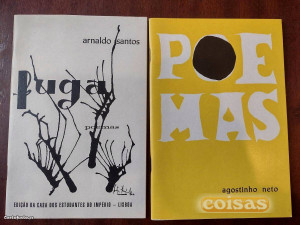 arnaldo santos
fuga
poemas
EDIÇÃO DA CASA DOS ESTUDANTES DO IMPÉRIO - LISBOA
POE
MAS
agostinho neto
coisas